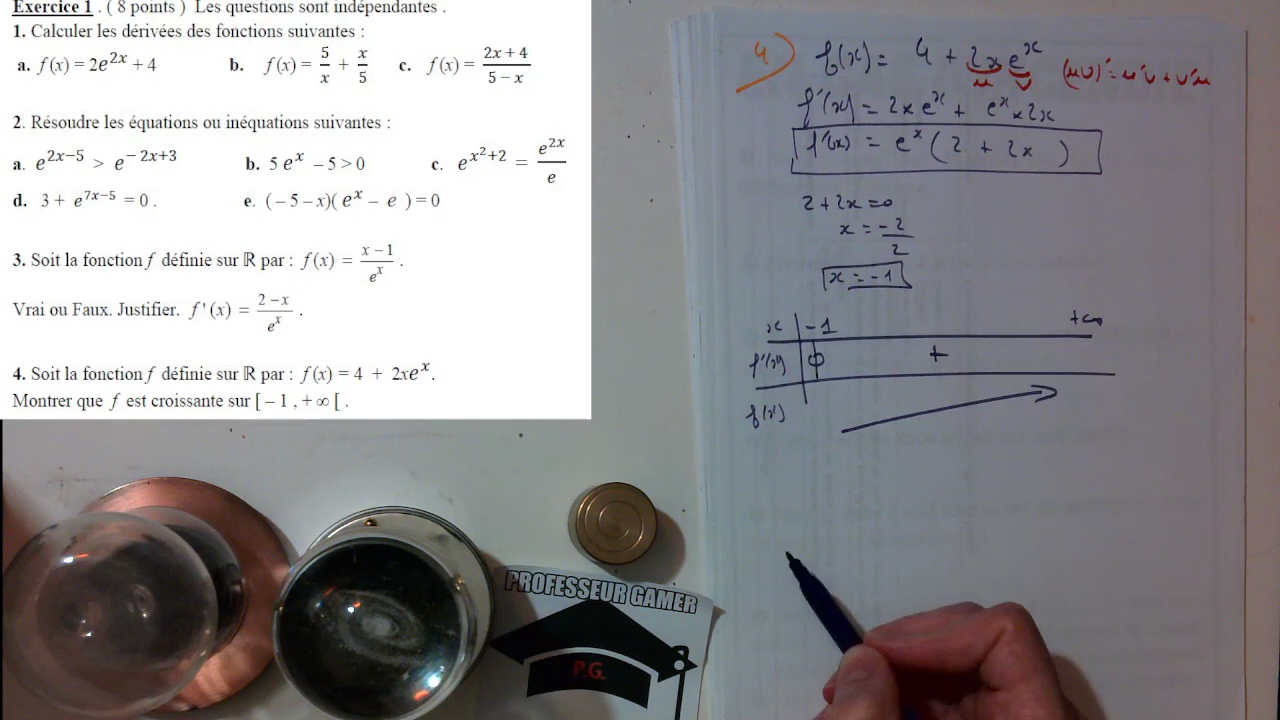 Exercice 1 . ( 8 points ) Les questions sont indépendantes .
1. Calculer les dérivées des fonctions suivantes :
a. f(x) = 2e^{2x} + 4    b. f(x) = 5/x + x/5    c. f(x) = (2x + 4)/(5 − x)
2. Résoudre les équations ou inéquations suivantes :
a. e^{2x−5} > e^{− 2x+3}    b. 5 e^x − 5 > 0    c. e^{x²+2} = e^{2x}/e
d. 3 + e^{7x−5} = 0 .    e. (− 5 − x)( e^x − e ) = 0
3. Soit la fonction f définie sur ℝ par : f(x) = (x − 1)/e^x .
Vrai ou Faux. Justifier. f '(x) = (2 − x)/e^x .
4. Soit la fonction f définie sur ℝ par : f(x) = 4 + 2xe^x.
Montrer que f est croissante sur [ − 1 , + ∞ [ .
4) f(x) = 4 + 2x e^x    (uv)' = u'v + v'u
u v
f'(x) = 2x e^x + e^x × 2x
f'(x) = e^x ( 2 + 2x )
2 + 2x = 0
x = −2/2
x = −1
x −1 +∞
f'(x) 0 +
f(x)
PROFESSEUR GAMER
P.G.